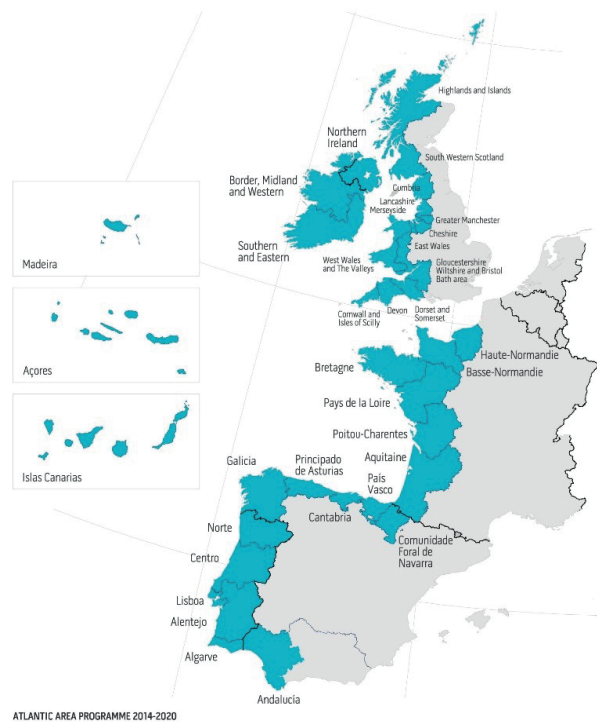 Highlands and Islands
Northern
Ireland
South Western Scotland
Border, Midland
and Western
Cumbria
Lancashire
Merseyside
Greater Manchester
Cheshire
East Wales
Southern
and Eastern
West Wales
and The Valleys
Gloucestershire
Wiltshire and Bristol
Bath area
Cornwall and
Isles of Scilly
Devon
Dorset and
Somerset
Madeira
Açores
Islas Canarias
Haute-Normandie
Basse-Normandie
Bretagne
Pays de la Loire
Poitou-Charentes
Aquitaine
País
Vasco
Principado
de Asturias
Galicia
Cantabria
Comunidade
Foral de
Navarra
Norte
Centro
Lisboa
Alentejo
Algarve
Andalucía
ATLANTIC AREA PROGRAMME 2014-2020